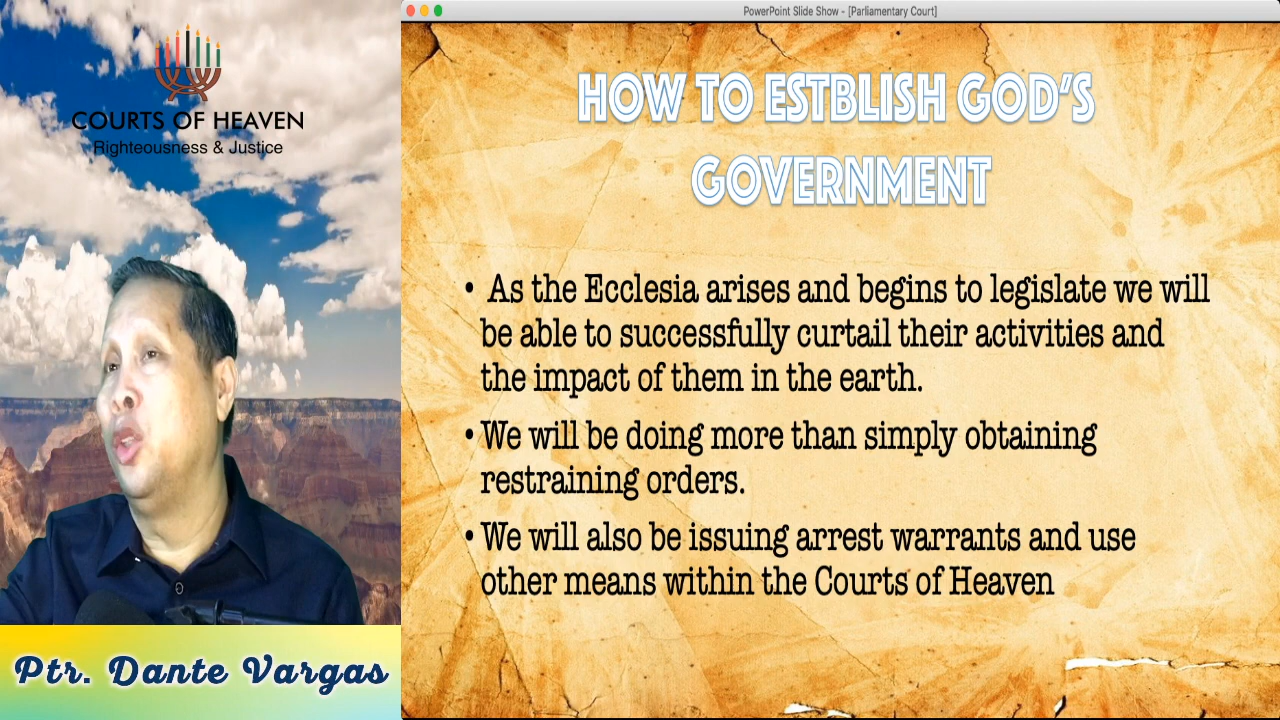 COURTS OF HEAVEN
Righteousness & Justice
Ptr. Dante Vargas
PowerPoint Slide Show - [Parliamentary Court]
HOW TO ESTBLISH GOD'S
GOVERNMENT
• As the Ecclesia arises and begins to legislate we will
be able to successfully curtail their activities and
the impact of them in the earth.
• We will be doing more than simply obtaining
restraining orders.
• We will also be issuing arrest warrants and use
other means within the Courts of Heaven